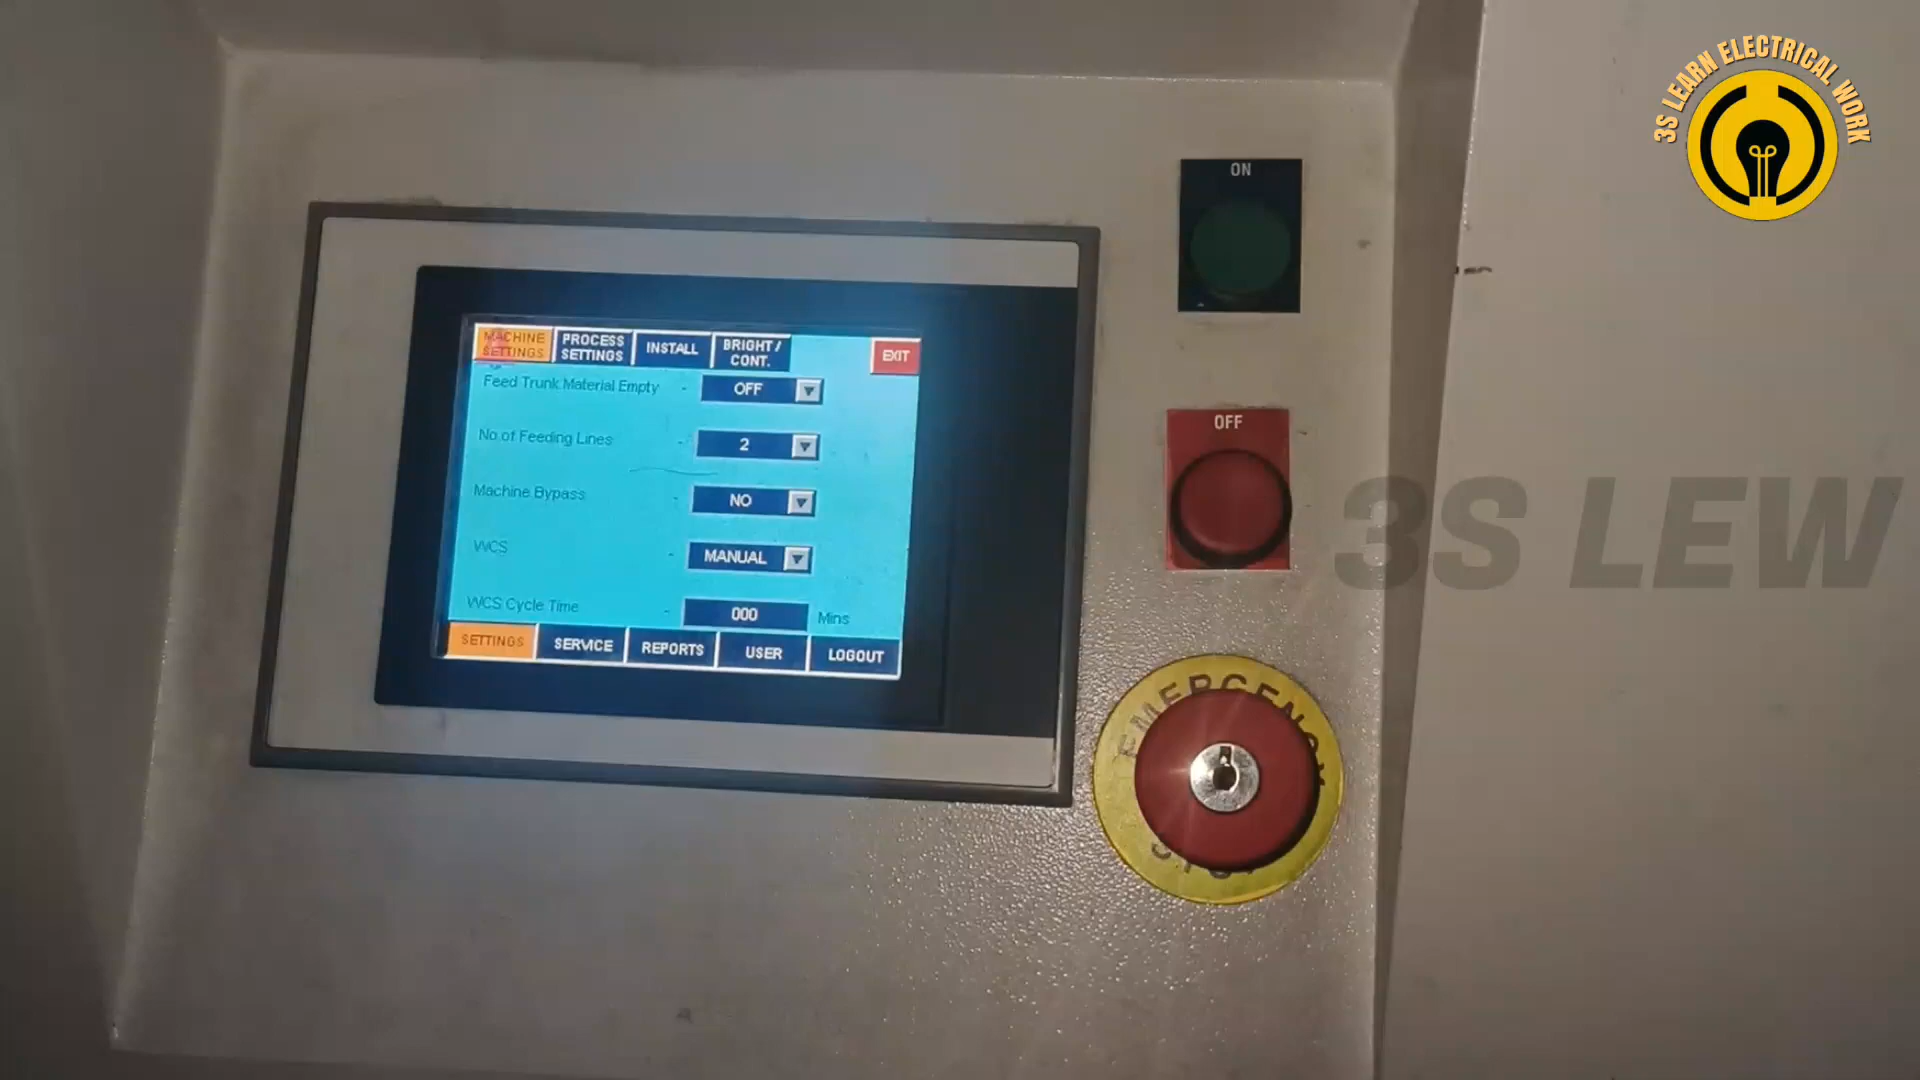 3S LEARN ELECTRICAL WORK
ON
MACHINE SETTINGS
PROCESS SETTINGS
INSTALL
BRIGHT / CONT.
EXIT
Feed Trunk Material Empty - OFF
No.of Feeding Lines - 2
Machine Bypass - NO
WCS - MANUAL
WCS Cycle Time - 000 Mins
SETTINGS
SERVICE
REPORTS
USER
LOGOUT
OFF
3S LEW
EMERGENCY
STOP